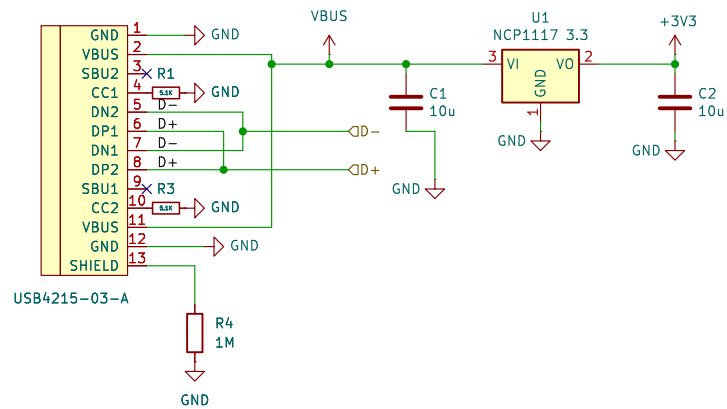 VBUS
U1
NCP1117 3.3
+3V3
GND 1 GND
VBUS 2
SBU2 3 R1
CC1 4 5.1K GND
DN2 5 D-
DP1 6 D+
DN1 7 D-
DP2 8 D+
SBU1 9 R3
CC2 10 5.1K GND
VBUS 11
GND 12 GND
SHIELD 13
USB4215-03-A
D-
D+
C1
10u
GND
3 VI VO 2
GND
1
GND
C2
10u
GND
R4
1M
GND